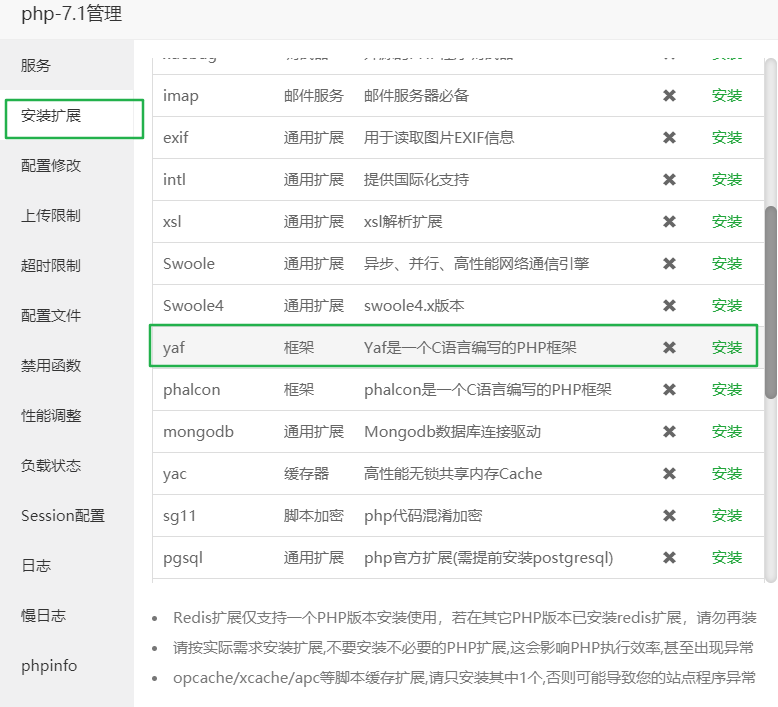 php-7.1管理
服务
安装扩展
配置修改
上传限制
超时限制
配置文件
禁用函数
性能调整
负载状态
Session配置
日志
慢日志
phpinfo
imap 邮件服务 邮件服务器必备 ✖ 安装
exif 通用扩展 用于读取图片EXIF信息 ✖ 安装
intl 通用扩展 提供国际化支持 ✖ 安装
xsl 通用扩展 xsl解析扩展 ✖ 安装
Swoole 通用扩展 异步、并行、高性能网络通信引擎 ✖ 安装
Swoole4 通用扩展 swoole4.x版本 ✖ 安装
yaf 框架 Yaf是一个C语言编写的PHP框架 ✖ 安装
phalcon 框架 phalcon是一个C语言编写的PHP框架 ✖ 安装
mongodb 通用扩展 Mongodb数据库连接驱动 ✖ 安装
yac 缓存器 高性能无锁共享内存Cache ✖ 安装
sg11 脚本加密 php代码混淆加密 ✖ 安装
pgsql 通用扩展 php官方扩展(需提前安装postgresql) ✖ 安装
• Redis扩展仅支持一个PHP版本安装使用，若在其它PHP版本已安装redis扩展，请勿再装
• 请按实际需求安装扩展,不要安装不必要的PHP扩展,这会影响PHP执行效率,甚至出现异常
• opcache/xcache/apc等脚本缓存扩展,请只安装其中1个,否则可能导致您的站点程序异常